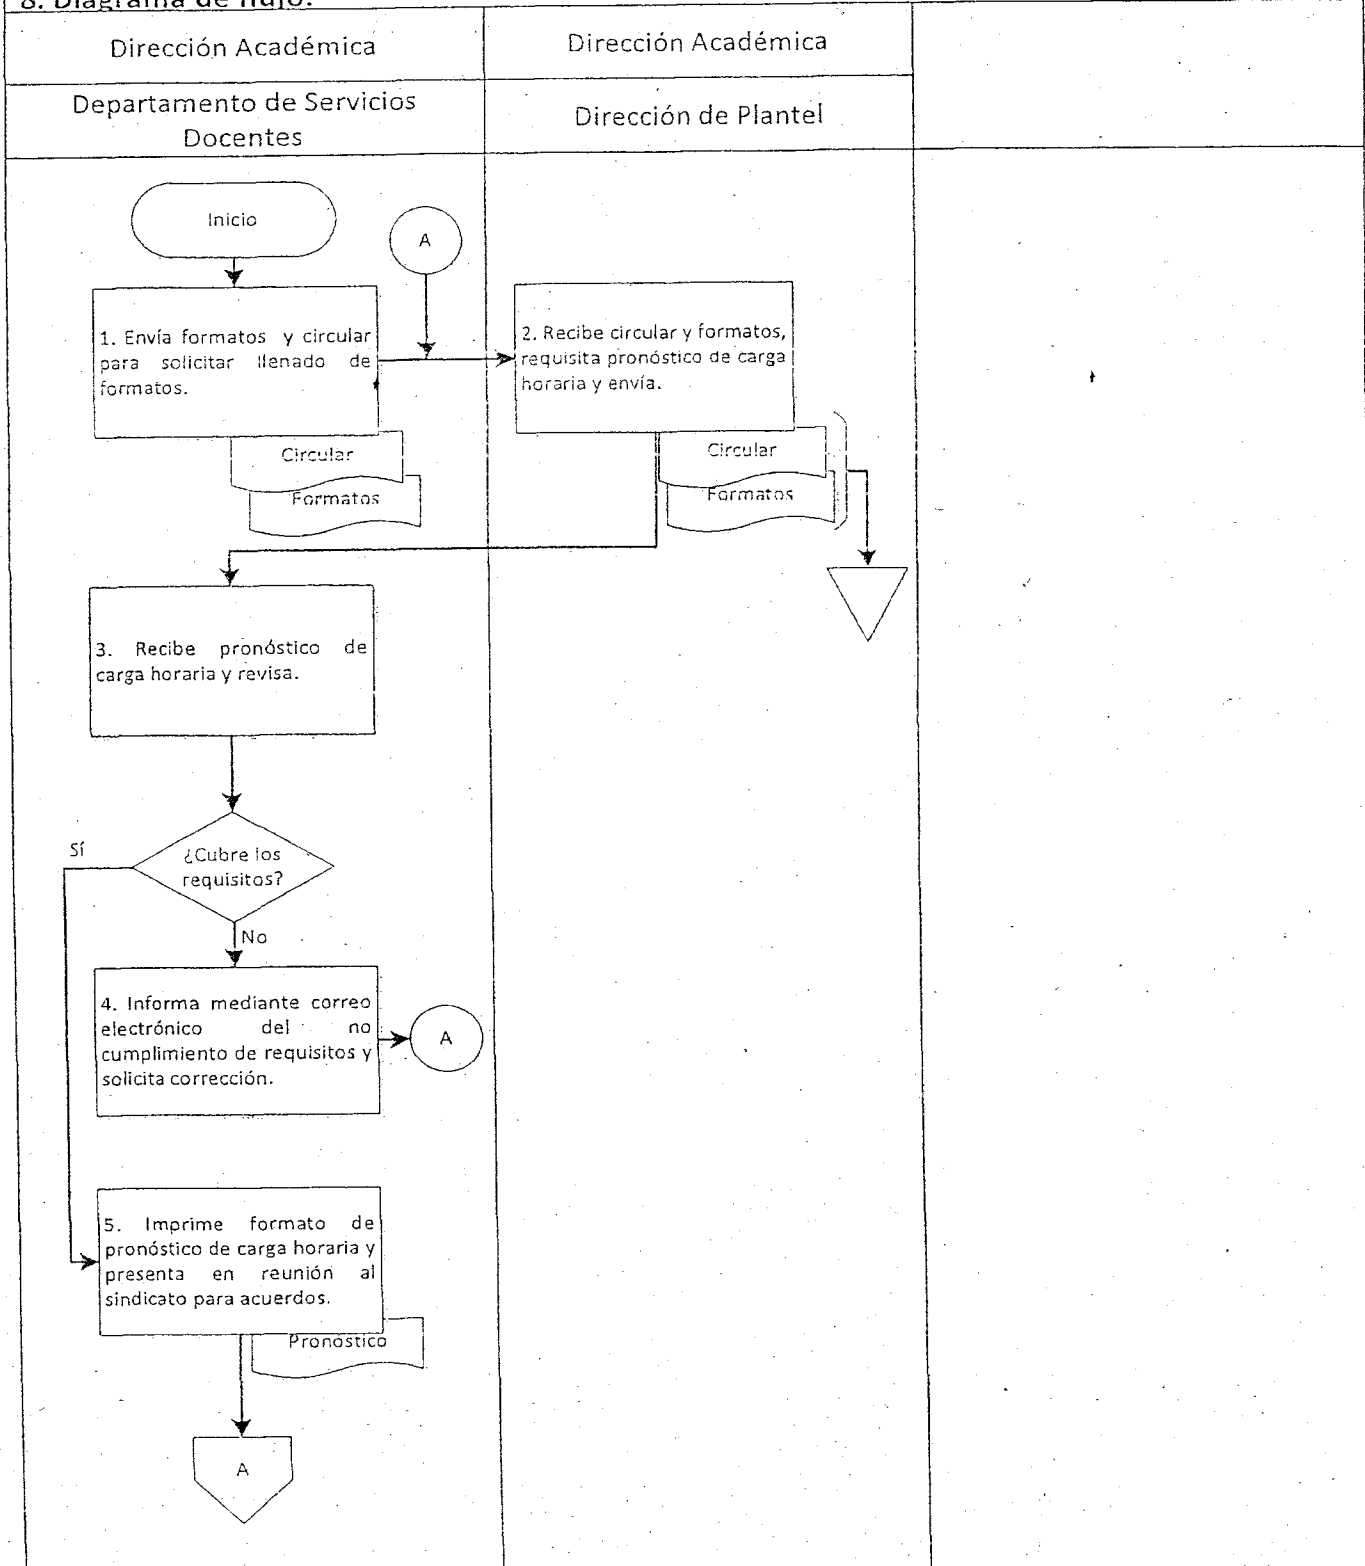 8. Diagrama de flujo:
Dirección Académica
Dirección Académica
Departamento de Servicios
Docentes
Dirección de Plantel
Inicio
A
1. Envía formatos y circular
para solicitar llenado de
formatos.
2. Recibe circular y formatos,
requisita pronóstico de carga
horaria y envía.
Circular
Formatos
Circular
Formatos
3. Recibe pronóstico de
carga horaria y revisa.
Sí
¿Cubre los
requisitos?
No
4. Informa mediante correo
electrónico del no
cumplimiento de requisitos y
solicita corrección.
A
5. Imprime formato de
pronóstico de carga horaria y
presenta en reunión al
sindicato para acuerdos.
Pronóstico
A